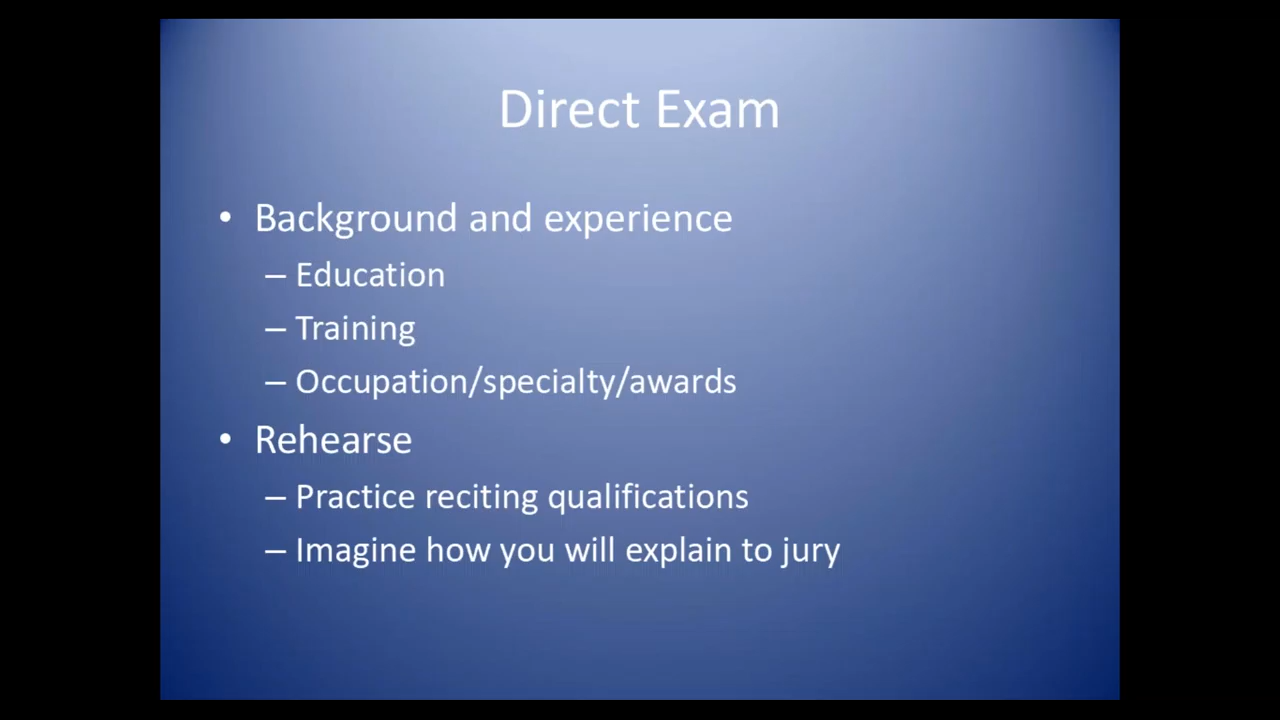 Direct Exam
• Background and experience
– Education
– Training
– Occupation/specialty/awards
• Rehearse
– Practice reciting qualifications
– Imagine how you will explain to jury